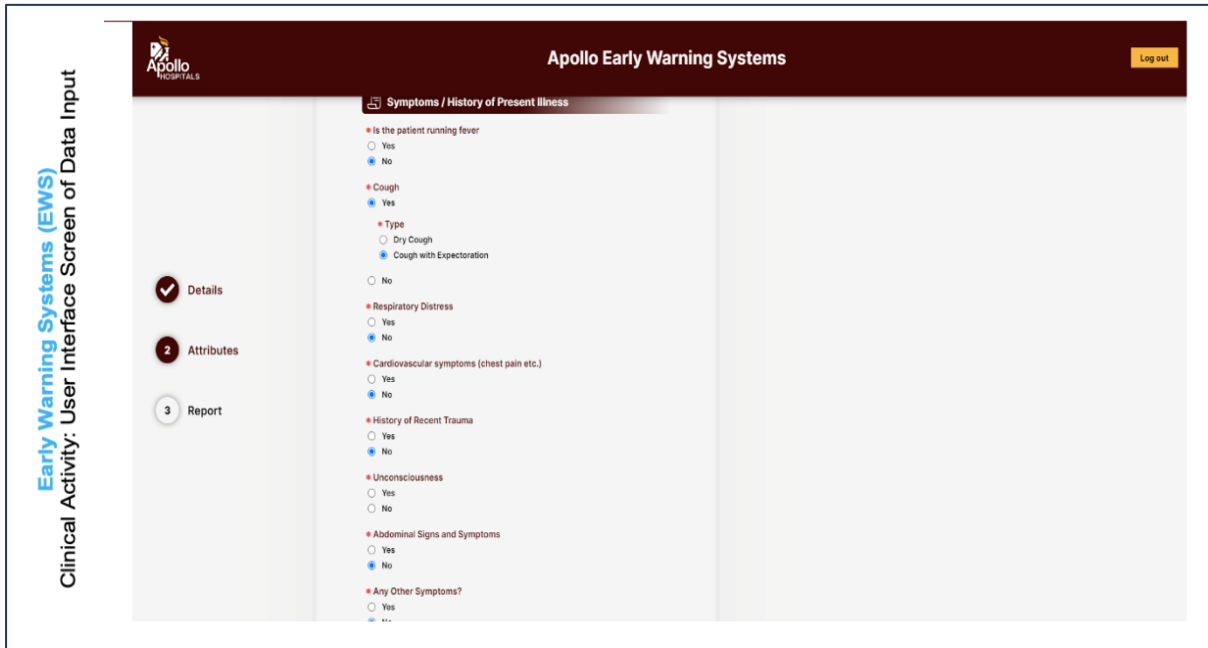 Early Warning Systems (EWS)
Clinical Activity: User Interface Screen of Data Input
Apollo
HOSPITALS
Apollo Early Warning Systems
Log out
Details
2 Attributes
3 Report
Symptoms / History of Present Illness
* Is the patient running fever
Yes
No
* Cough
Yes
* Type
Dry Cough
Cough with Expectoration
No
* Respiratory Distress
Yes
No
* Cardiovascular symptoms (chest pain etc.)
Yes
No
* History of Recent Trauma
Yes
No
* Unconsciousness
Yes
No
* Abdominal Signs and Symptoms
Yes
No
* Any Other Symptoms?
Yes